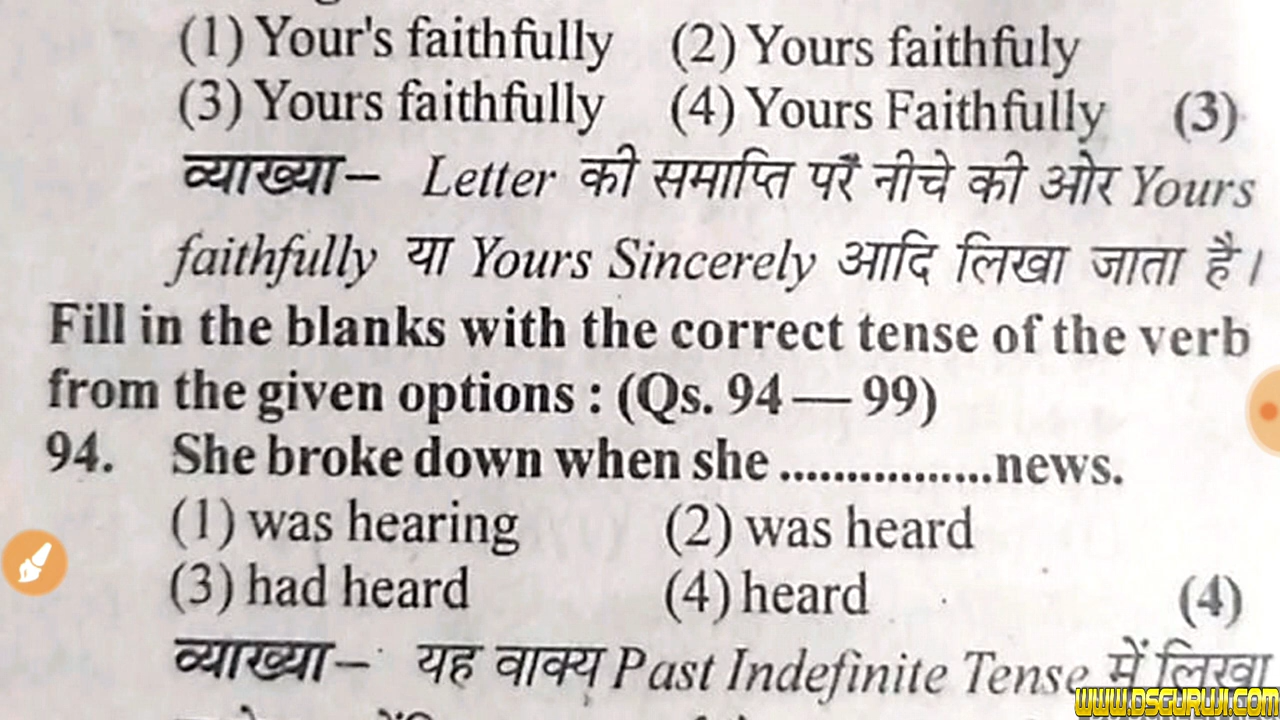 (1) Your's faithfully (2) Yours faithfuly
(3) Yours faithfully (4) Yours Faithfully (3)
व्याख्या– Letter की समाप्ति पर नीचे की ओर Yours
faithfully या Yours Sincerely आदि लिखा जाता है।
Fill in the blanks with the correct tense of the verb
from the given options : (Qs. 94 — 99)
94. She broke down when she ................news.
(1) was hearing (2) was heard
(3) had heard (4) heard (4)
व्याख्या– यह वाक्य Past Indefinite Tense में लिखा
WWW.DSGURUJI.COM